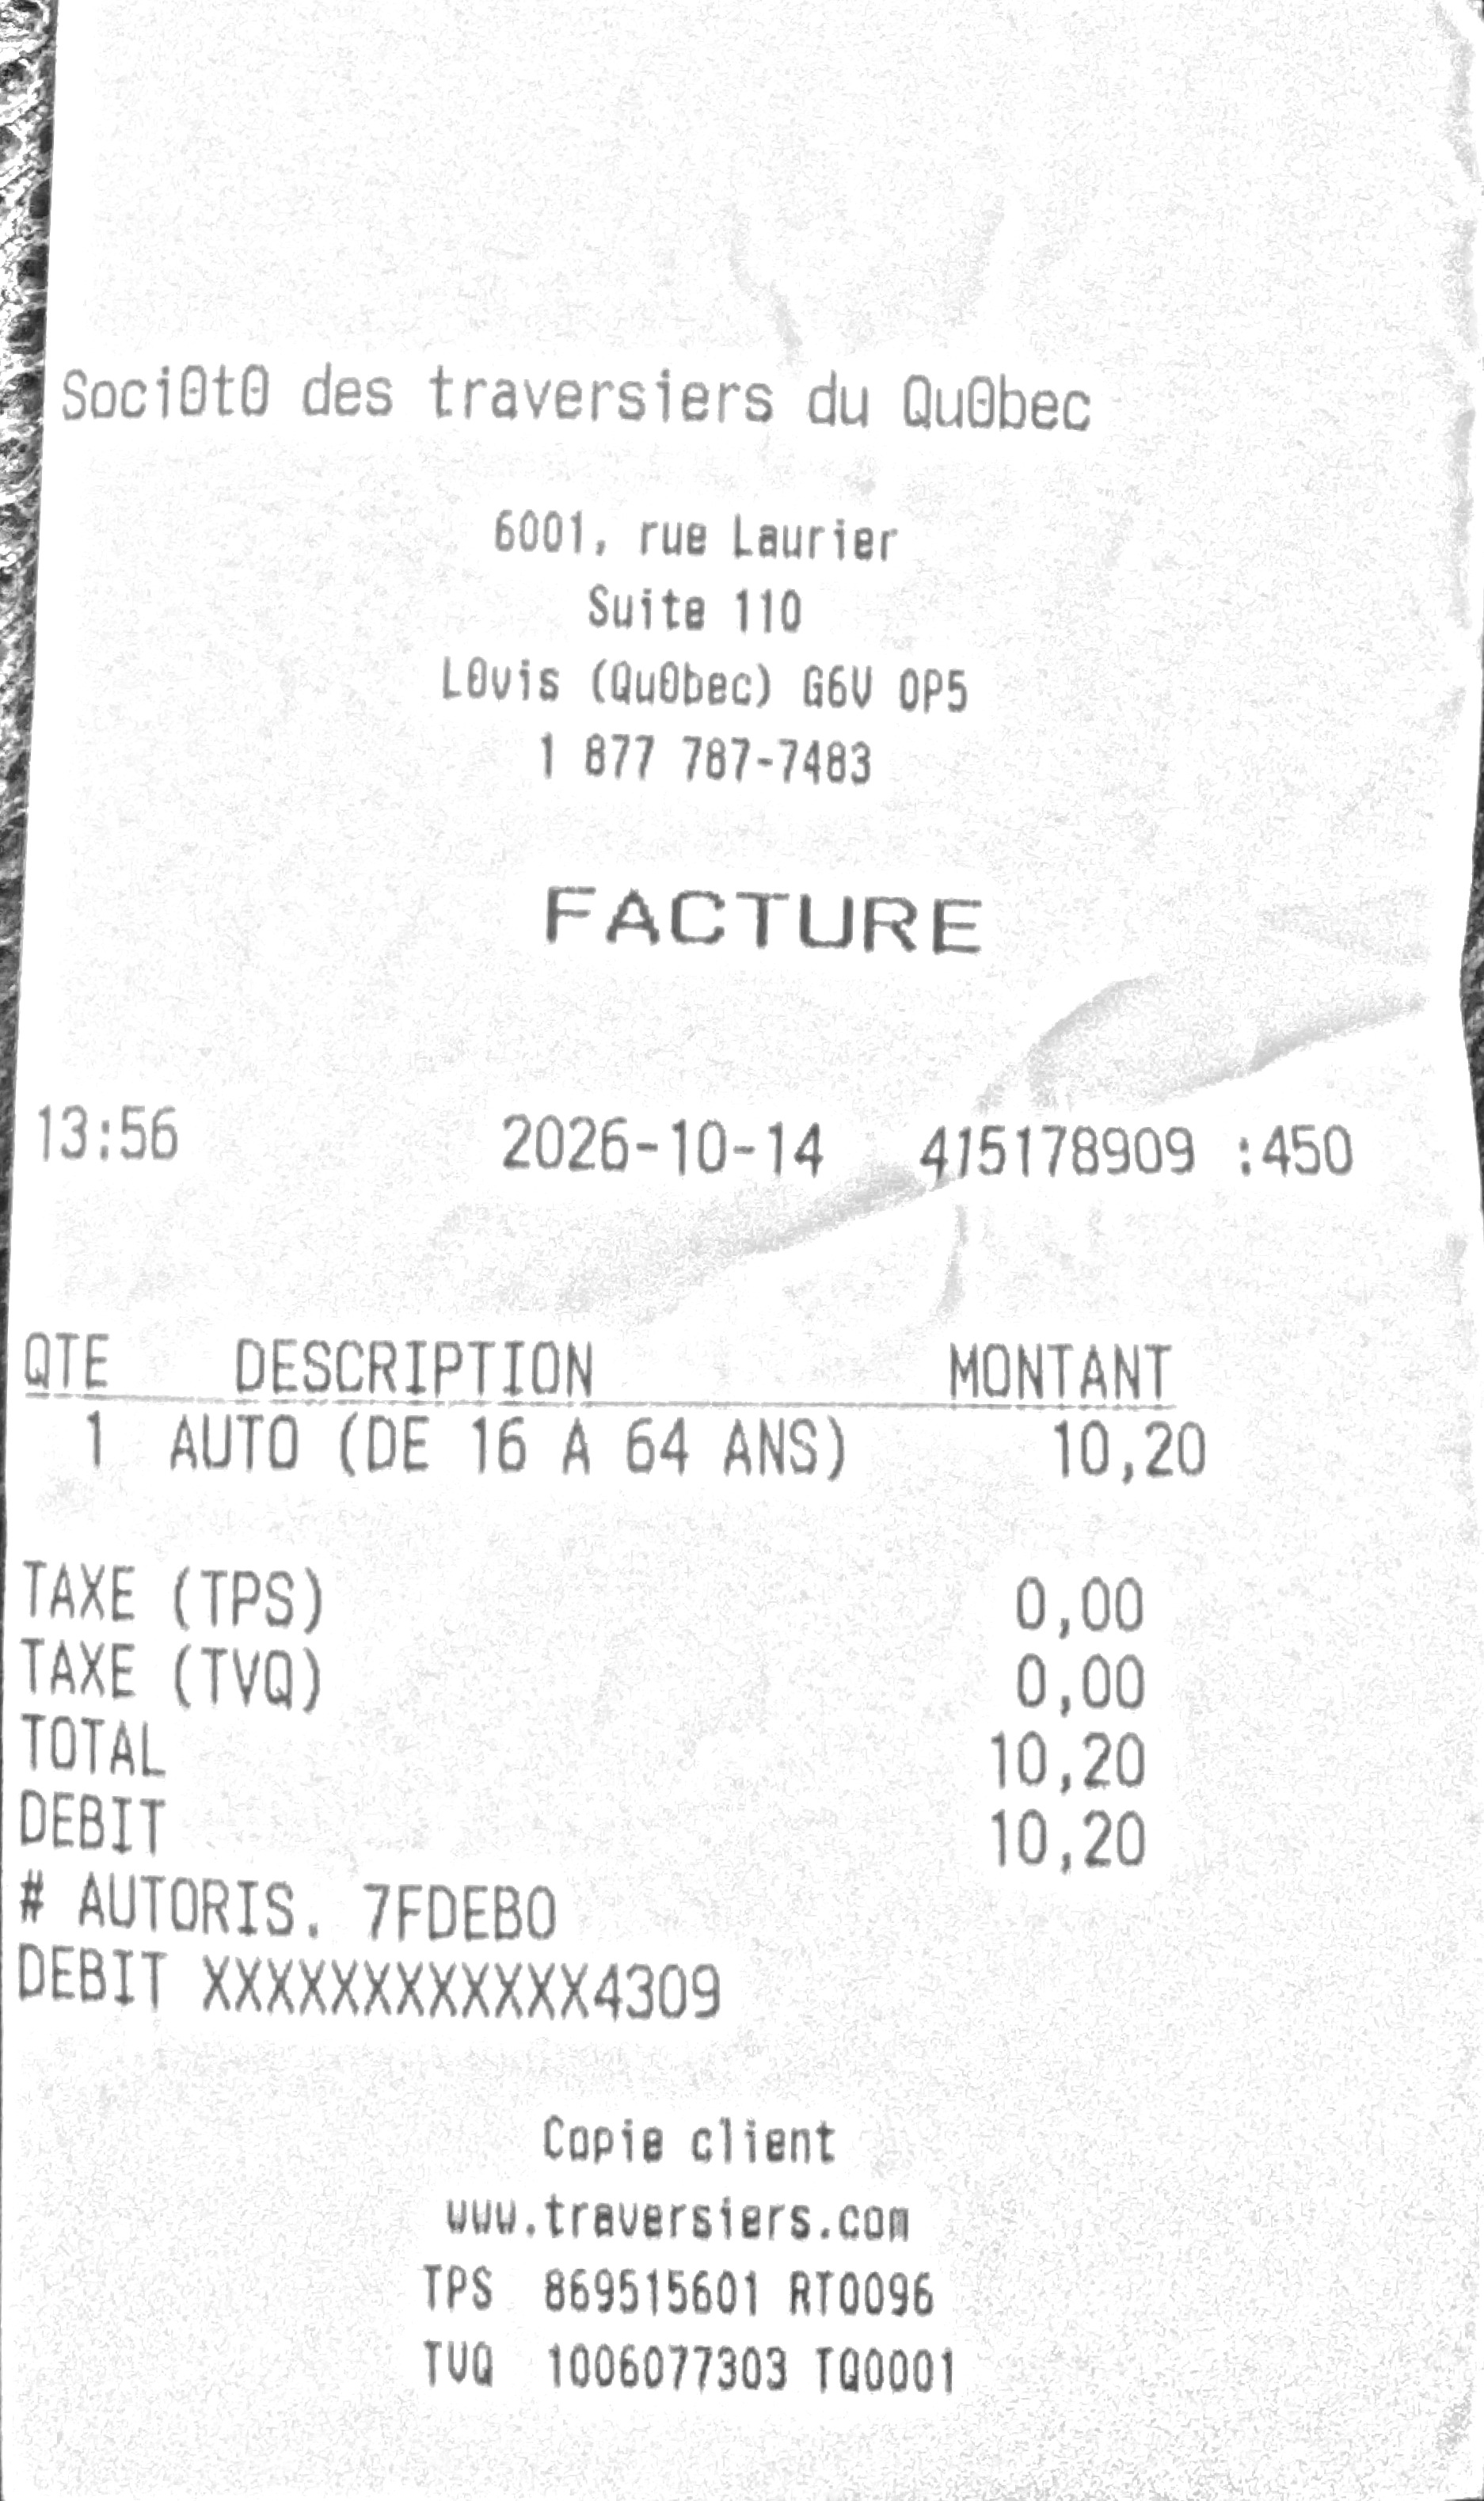 Soci0t0 des traversiers du Qu0bec
6001, rue Laurier
Suite 110
L0vis (Qu0bec) G6V 0P5
1 877 787-7483
FACTURE
13:56 2026-10-14 415178909 :450
QTE DESCRIPTION MONTANT
1 AUTO (DE 16 A 64 ANS) 10,20
TAXE (TPS) 0,00
TAXE (TVQ) 0,00
TOTAL 10,20
DEBIT 10,20
# AUTORIS. 7FDEB0
DEBIT XXXXXXXXXXXX4309
Copie client
www.traversiers.com
TPS 869515601 RT0096
TVQ 1006077303 TQ0001